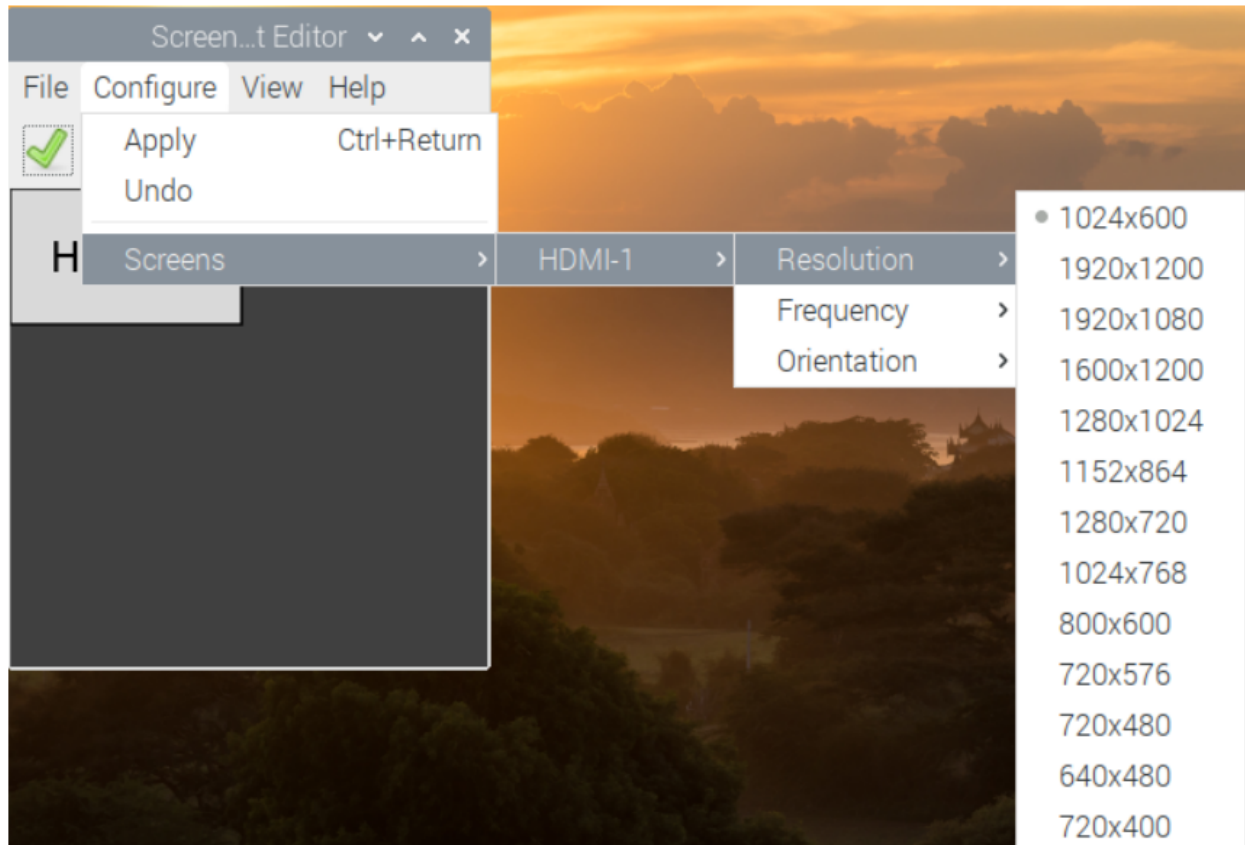 Screen...t Editor
File Configure View Help
Apply Ctrl+Return
Undo
H
Screens
HDMI-1
Resolution
Frequency
Orientation
1024x600
1920x1200
1920x1080
1600x1200
1280x1024
1152x864
1280x720
1024x768
800x600
720x576
720x480
640x480
720x400